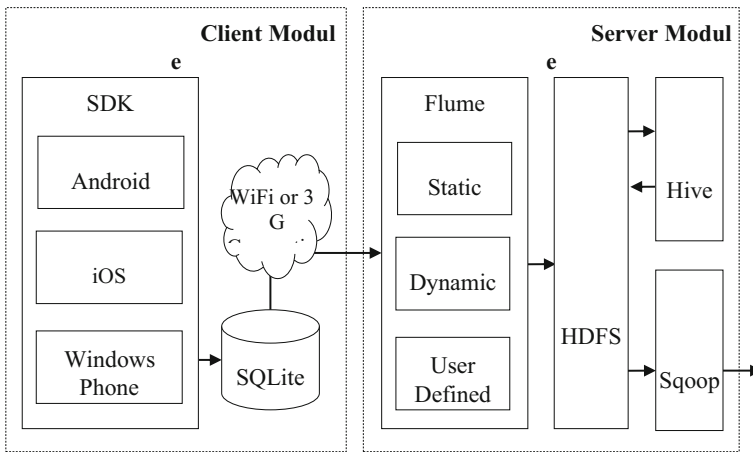 Client Modul
e
SDK
Android
iOS
Windows
Phone
WiFi or 3
G
SQLite
Server Modul
e
Flume
Static
Dynamic
User
Defined
HDFS
Hive
Sqoop